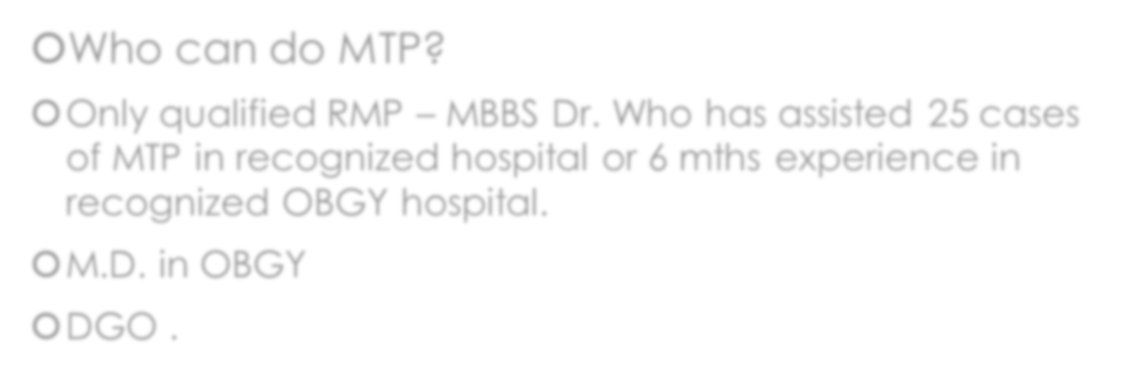 Who can do MTP?
Only qualified RMP – MBBS Dr. Who has assisted 25 cases
of MTP in recognized hospital or 6 mths experience in
recognized OBGY hospital.
M.D. in OBGY
DGO .